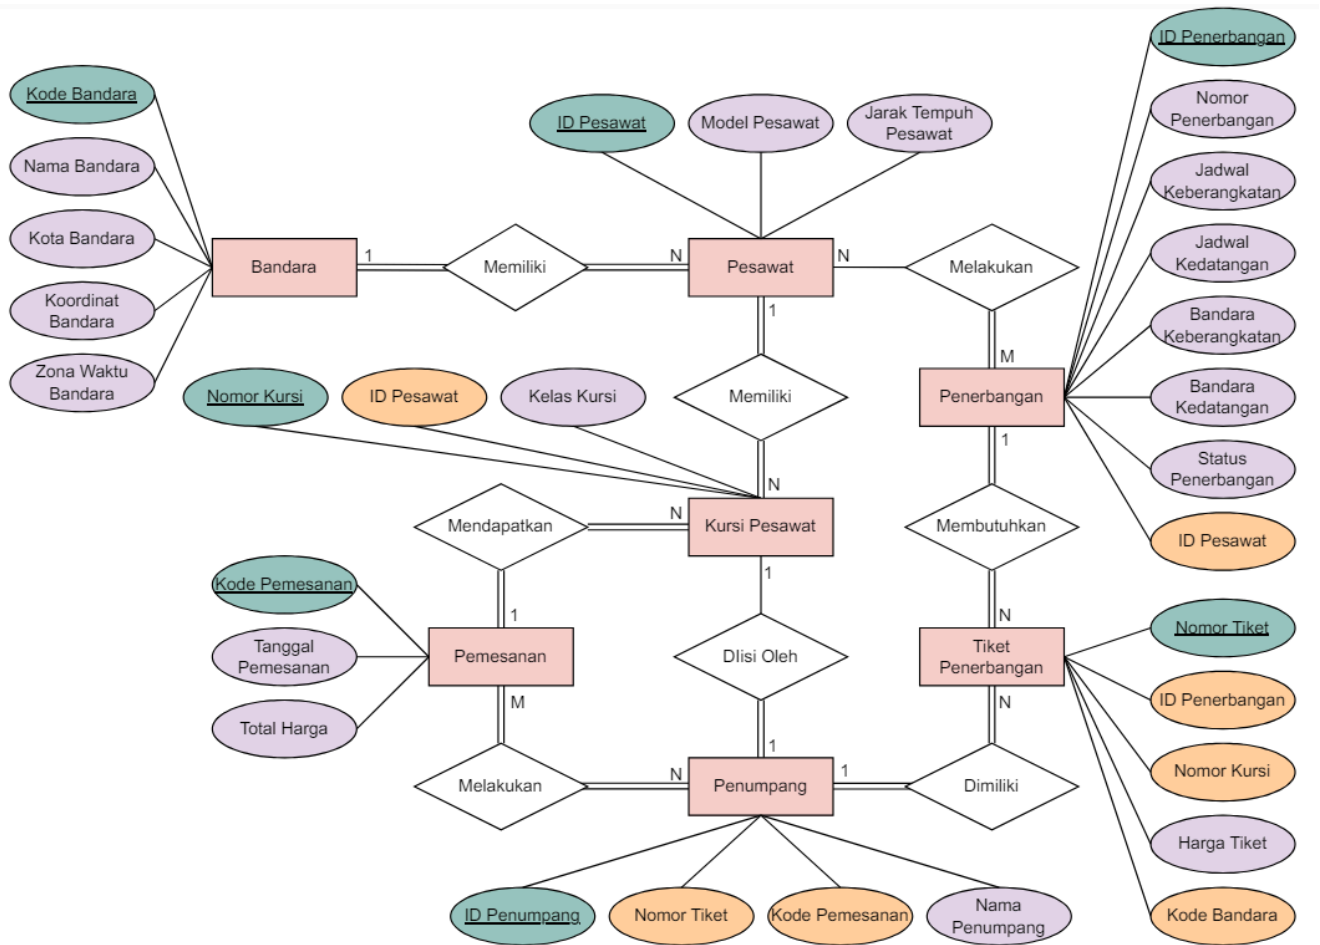 ID Penerbangan
Kode Bandara
ID Pesawat
Model Pesawat
Jarak Tempuh
Pesawat
Nomor
Penerbangan
Nama Bandara
Jadwal
Keberangkatan
Kota Bandara
Bandara
1
Memiliki
N
Pesawat
N
Melakukan
Jadwal
Kedatangan
Koordinat
Bandara
1
Bandara
Keberangkatan
Zona Waktu
Bandara
M
Nomor Kursi
ID Pesawat
Kelas Kursi
Memiliki
Penerbangan
Bandara
Kedatangan
1
Status
Penerbangan
N
Mendapatkan
N
Kursi Pesawat
Membutuhkan
ID Pesawat
1
Kode Pemesanan
1
N
Nomor Tiket
Tanggal
Pemesanan
Pemesanan
DIisi Oleh
Tiket
Penerbangan
M
N
ID Penerbangan
Total Harga
1
Melakukan
N
Penumpang
1
Dimiliki
Nomor Kursi
Harga Tiket
ID Penumpang
Nomor Tiket
Kode Pemesanan
Nama
Penumpang
Kode Bandara